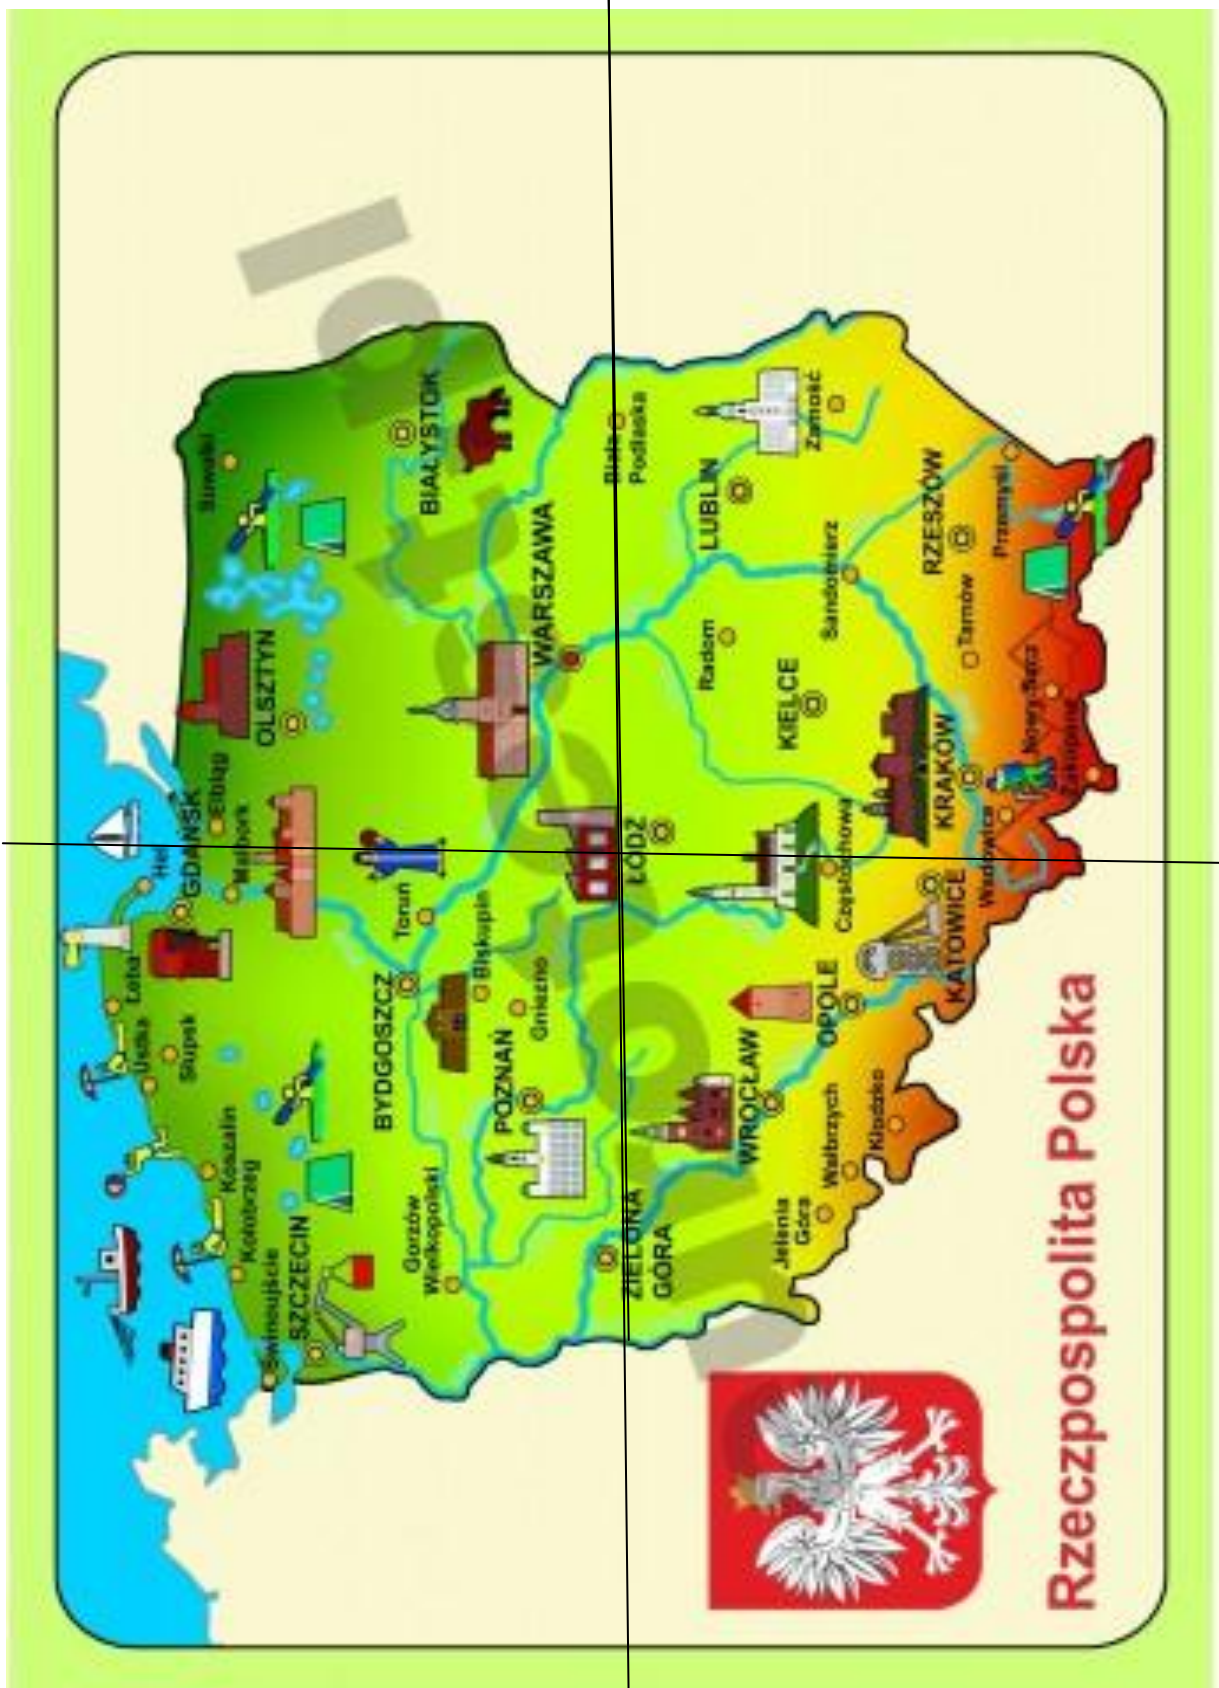 Hel
Łeba
Ustka
GDAŃSK
Słupsk
Suwałki
Elbląg
Koszalin
Malbork
Kołobrzeg
OLSZTYN
Świnoujście
SZCZECIN
BYDGOSZCZ
Toruń
BIAŁYSTOK
Gorzów
Wielkopolski
Biskupin
POZNAŃ
Gniezno
WARSZAWA
Biała
Podlaska
ZIELONA
GÓRA
ŁÓDŹ
Radom
LUBLIN
WROCŁAW
KIELCE
Jelenia
Góra
Wałbrzych
OPOLE
Częstochowa
Sandomierz
Zamość
Kłodzko
KATOWICE
KRAKÓW
RZESZÓW
Wadowice
Tarnów
Przemyśl
Nowy Sącz
Zakopane
Rzeczpospolita Polska